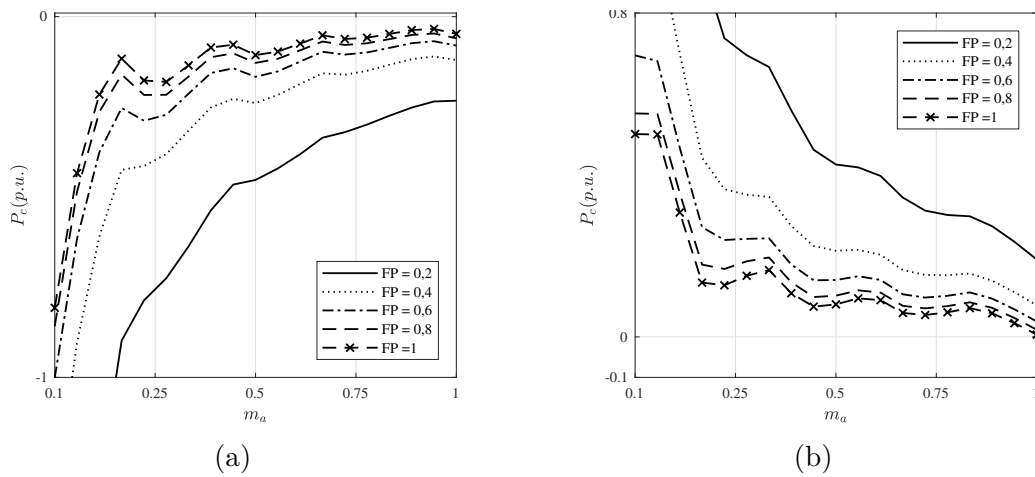 0
-1
P_c(p.u.)
0.1 0.25 0.5 0.75 1
m_a
FP = 0,2
FP = 0,4
FP = 0,6
FP = 0,8
FP =1
(a)
0.8
0
-0.1
P_c(p.u.)
0.1 0.25 0.5 0.75 1
m_a
FP = 0,2
FP = 0,4
FP = 0,6
FP = 0,8
FP =1
(b)